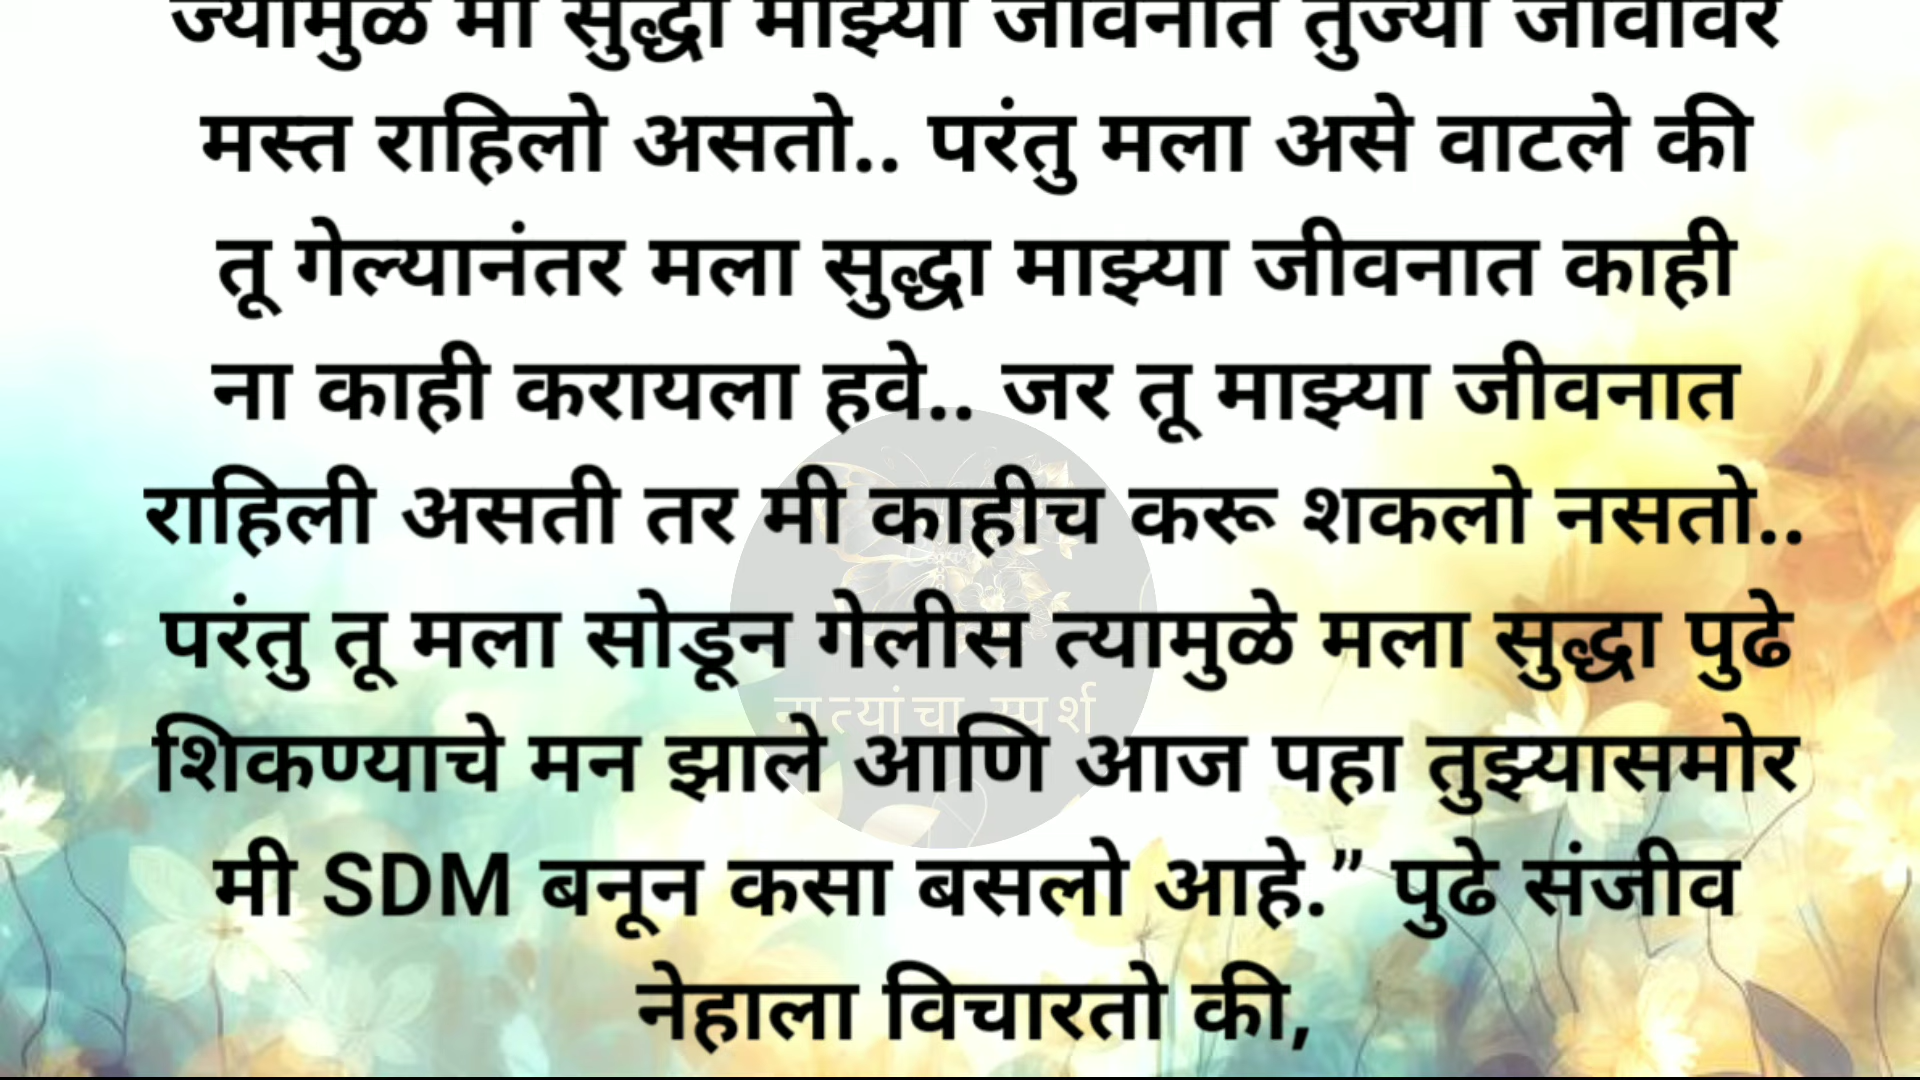 ज्यामुळे मी सुद्धा माझ्या जीवनात तुज्या जीवावर
मस्त राहिलो असतो.. परंतु मला असे वाटले की
तू गेल्यानंतर मला सुद्धा माझ्या जीवनात काही
ना काही करायला हवे.. जर तू माझ्या जीवनात
राहिली असती तर मी काहीच करू शकलो नसतो..
परंतु तू मला सोडून गेलीस त्यामुळे मला सुद्धा पुढे
नात्यांचा स्पर्श
शिकण्याचे मन झाले आणि आज पहा तुझ्यासमोर
मी SDM बनून कसा बसलो आहे.” पुढे संजीव
नेहाला विचारतो की,